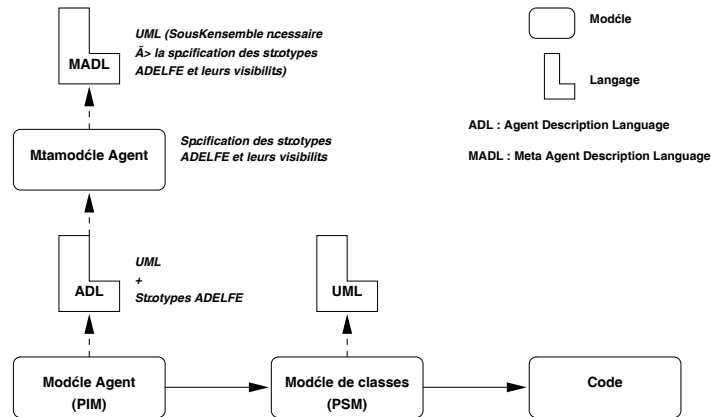 UML (SousKensemble ncessaire
Ă> la spcification des strotypes
ADELFE et leurs visibilits)
MADL
Modćle
Langage
ADL : Agent Description Language
MADL : Meta Agent Description Language
Mtamodćle Agent
Spcification des strotypes
ADELFE et leurs visibilits
ADL
UML
+
Strotypes ADELFE
UML
Modćle Agent
(PIM)
Modćle de classes
(PSM)
Code